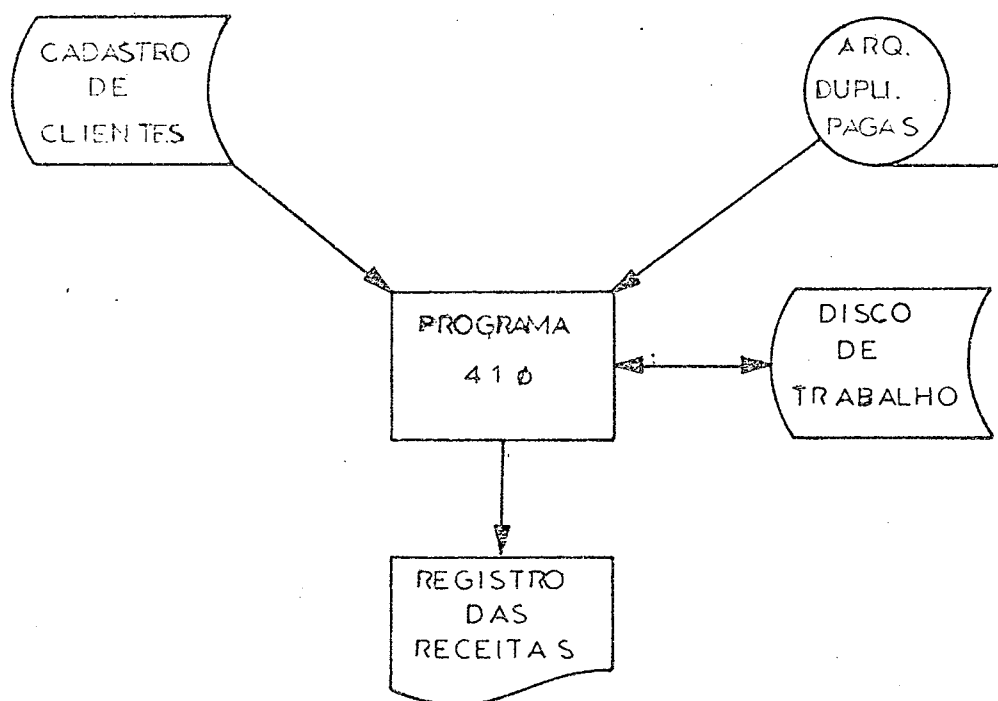 CADASTRO
DE
CLIENTES
ARQ.
DUPLI.
PAGAS
PROGRAMA
41ø
DISCO
DE
TRABALHO
REGISTRO
DAS
RECEITAS